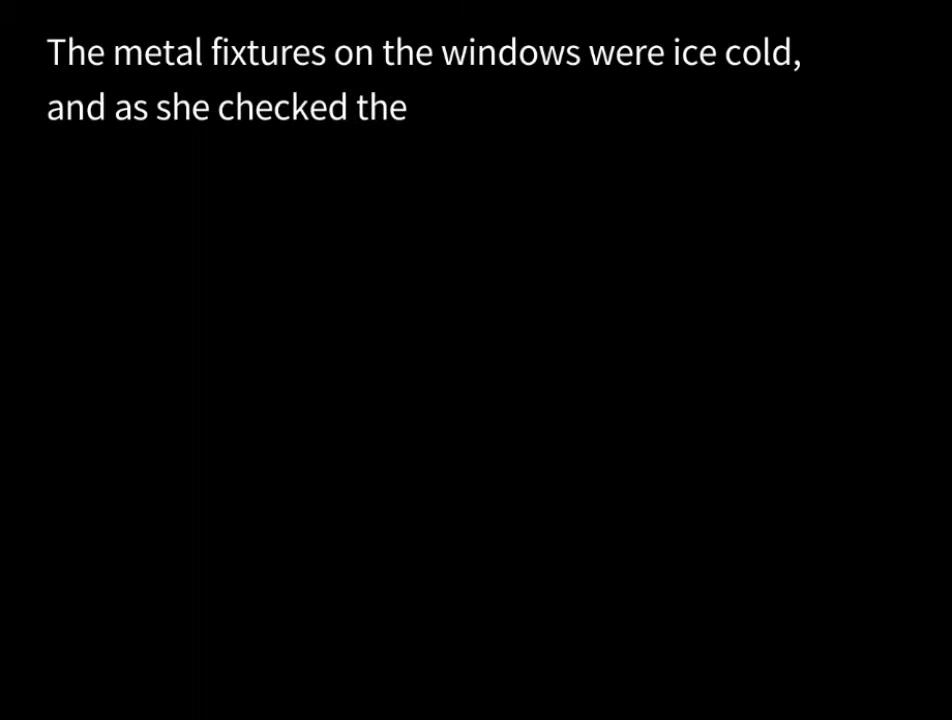 The metal fixtures on the windows were ice cold,
and as she checked the